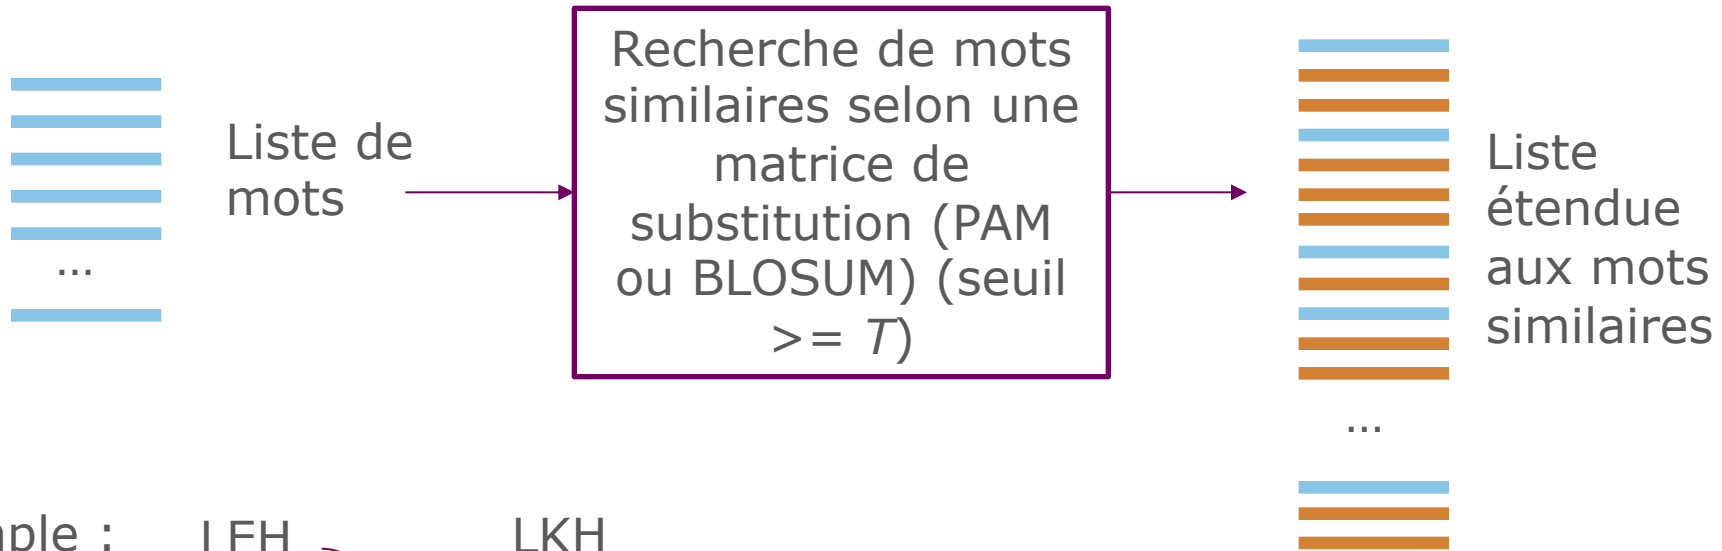 Liste de
mots
...
Recherche de mots
similaires selon une
matrice de
substitution (PAM
ou BLOSUM) (seuil
>= T)
Liste
étendue
aux mots
similaires
...
LKH